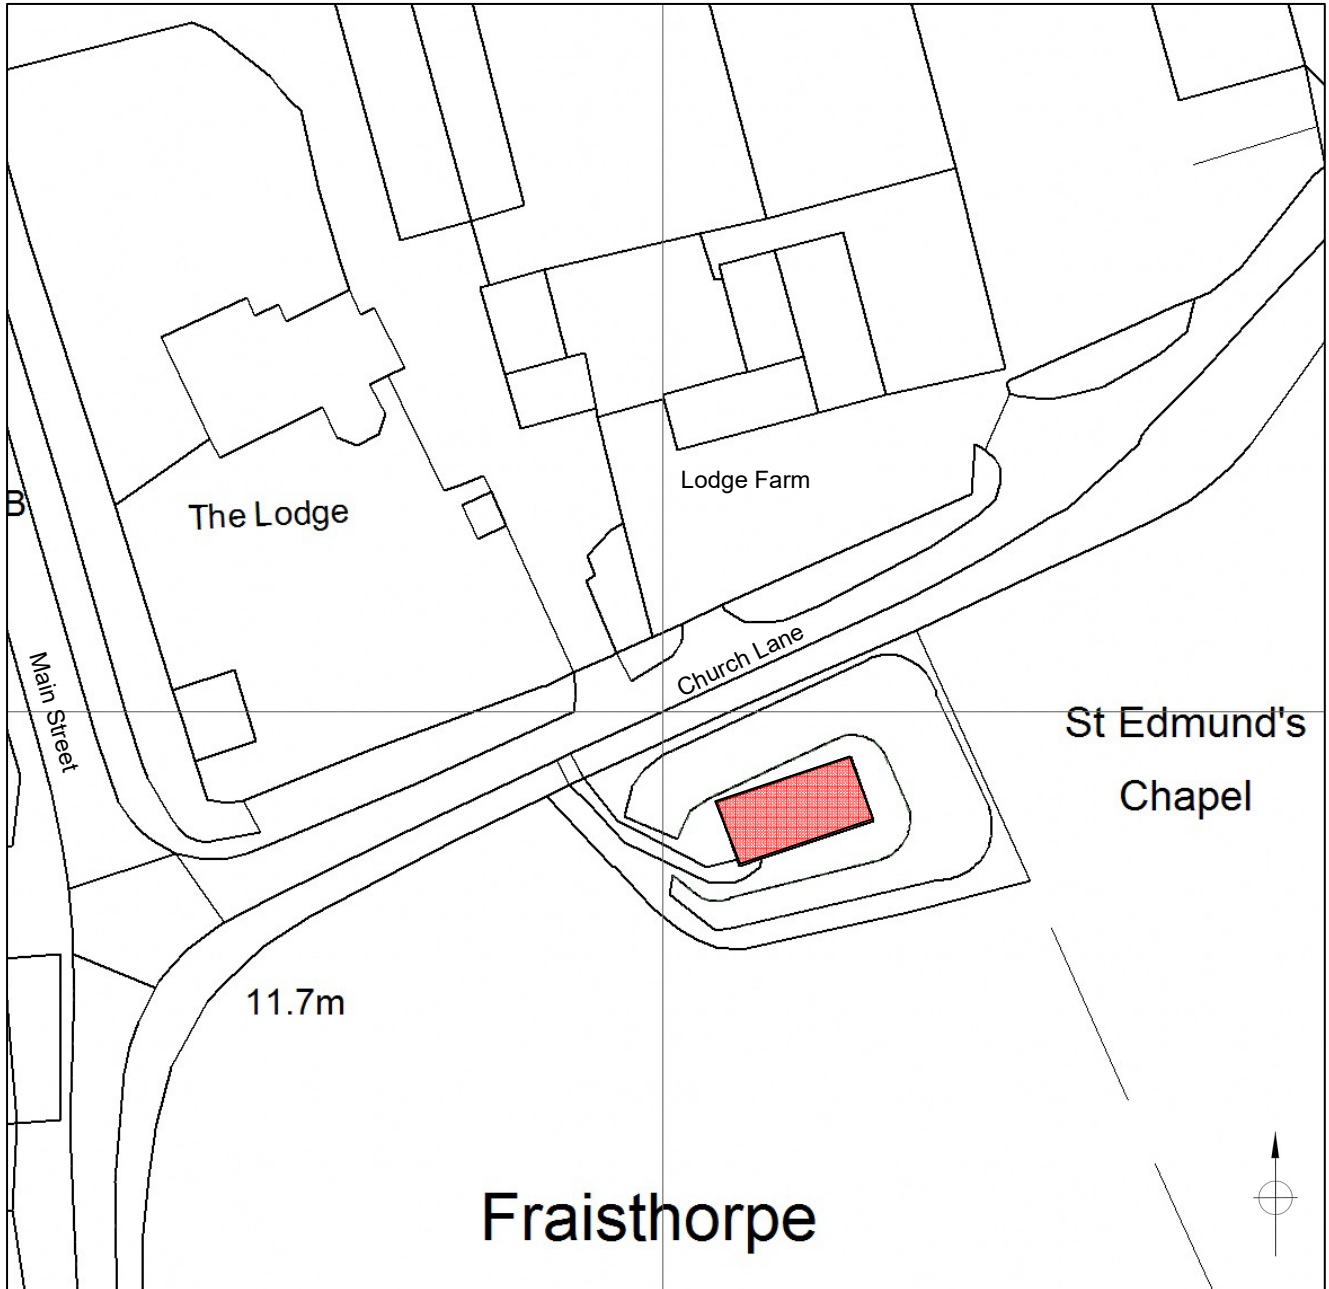 Lodge Farm
B
The Lodge
Church Lane
Main Street
St Edmund's
Chapel
11.7m
Fraisthorpe